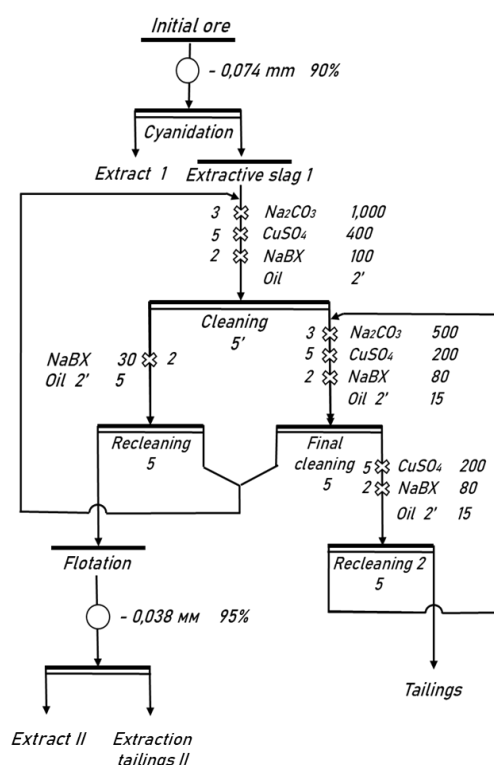 Initial ore
- 0,074 mm 90%
Cyanidation
Extract 1
Extractive slag 1
3 Na₂CO₃ 1,000
5 CuSO₄ 400
2 NaBX 100
Oil 2'
Cleaning
5'
3 Na₂CO₃ 500
5 CuSO₄ 200
2 NaBX 80
Oil 2' 15
NaBX 30 2
Oil 2' 5
Recleaning
5
Final
cleaning
5
5 CuSO₄ 200
2 NaBX 80
Oil 2' 15
Flotation
Recleaning 2
5
- 0,038 мм 95%
Tailings
Extract II
Extraction
tailings II